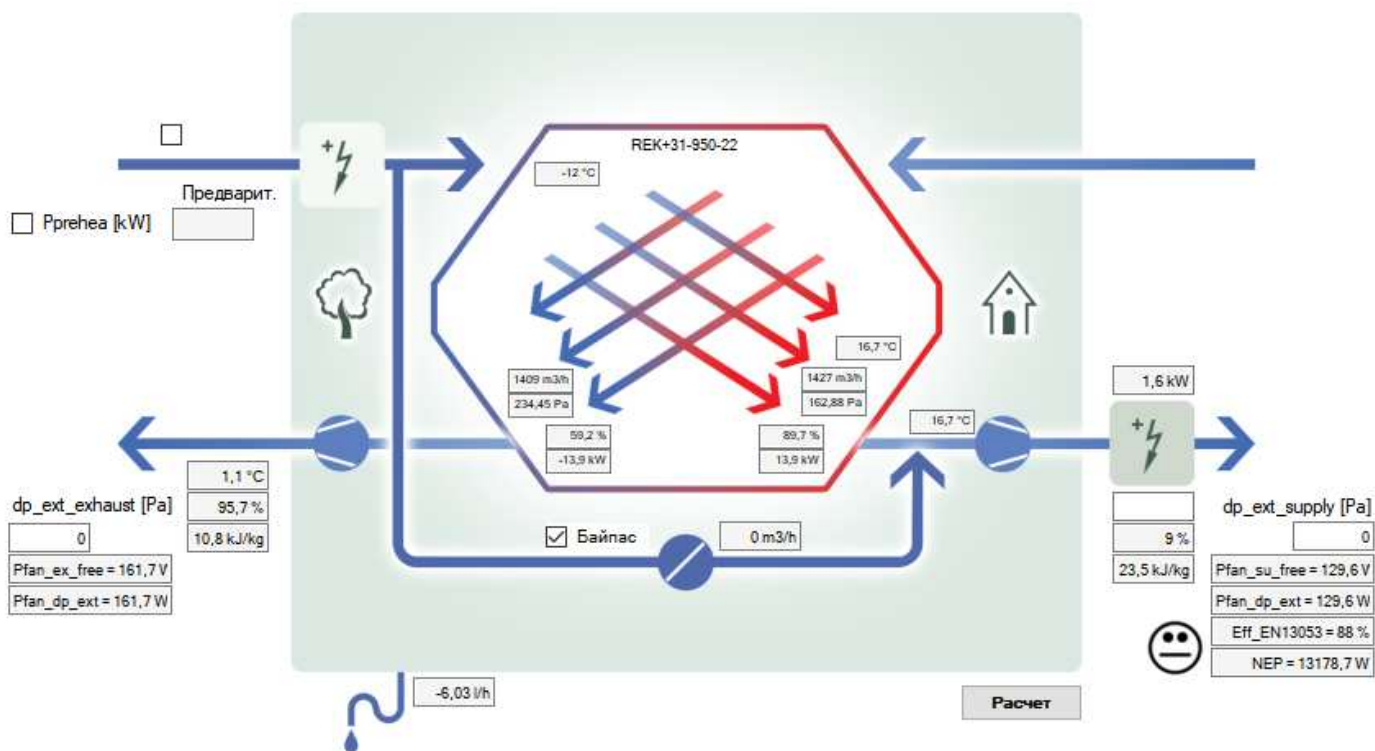 REK+31-950-22
-12 °C
Предварит.
Pprehea [kW]
16,7 °C
1409 m3/h
1427 m3/h
234,45 Pa
162,88 Pa
1,6 kW
16,7 °C
59,2 %
89,7 %
-13,9 kW
13,9 kW
1,1 °C
dp_ext_exhaust [Pa]
95,7 %
dp_ext_supply [Pa]
0
10,8 kJ/kg
Байпас
0 m3/h
9 %
0
Pfan_ex_free = 161,7 V
23,5 kJ/kg
Pfan_su_free = 129,6 V
Pfan_dp_ext = 161,7 W
Pfan_dp_ext = 129,6 W
Eff_EN13053 = 88 %
NEP = 13178,7 W
-6,03 l/h
Расчет